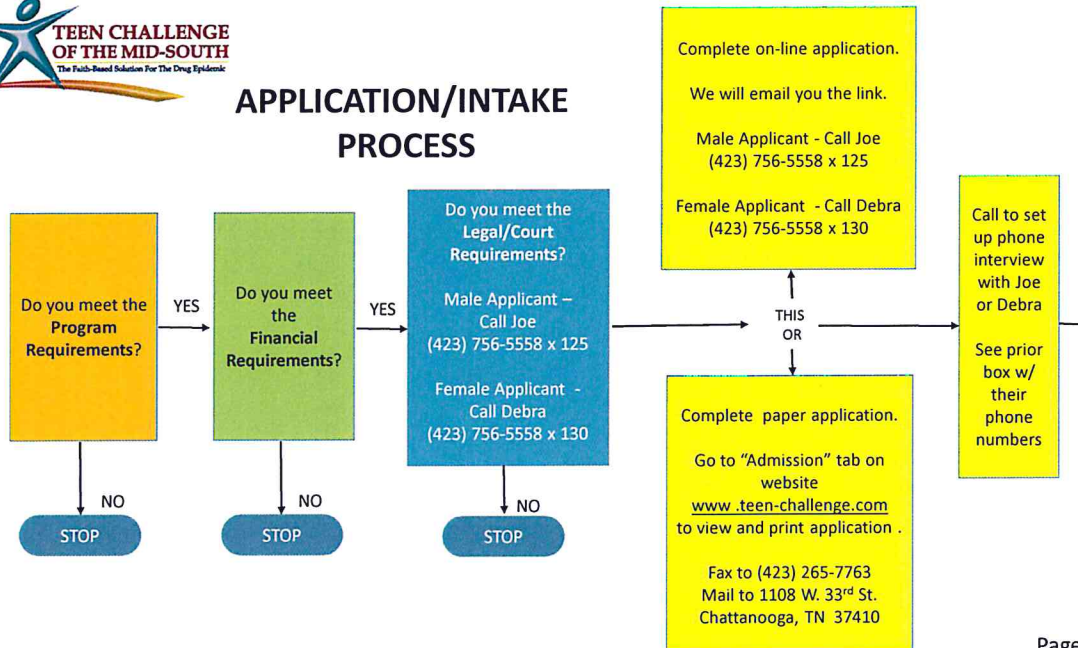 TEEN CHALLENGE
OF THE MID-SOUTH
The Faith-Based Solution For The Drug Epidemic
APPLICATION/INTAKE
PROCESS
Do you meet the
Program
Requirements?
YES
NO
STOP
Do you meet
the
Financial
Requirements?
YES
NO
STOP
Do you meet the
Legal/Court
Requirements?
Male Applicant –
Call Joe
(423) 756-5558 x 125
Female Applicant -
Call Debra
(423) 756-5558 x 130
NO
STOP
Complete on-line application.
We will email you the link.
Male Applicant - Call Joe
(423) 756-5558 x 125
Female Applicant - Call Debra
(423) 756-5558 x 130
THIS
OR
Complete paper application.
Go to “Admission” tab on
website
www .teen-challenge.com
to view and print application .
Fax to (423) 265-7763
Mail to 1108 W. 33rd St.
Chattanooga, TN 37410
Call to set
up phone
interview
with Joe
or Debra
See prior
box w/
their
phone
numbers
Page